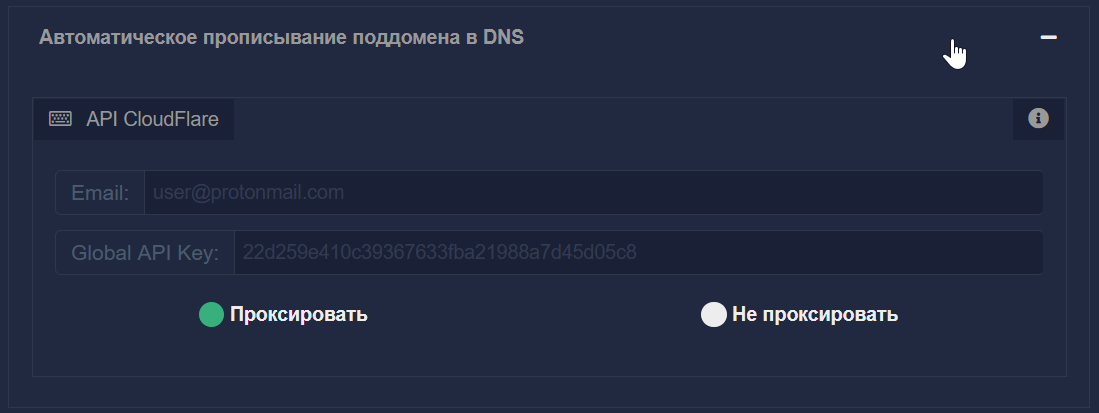 Автоматическое прописывание поддомена в DNS
API CloudFlare
Email: user@protonmail.com
Global API Key: 22d259e410c39367633fba21988a7d45d05c8
Проксировать Не проксировать